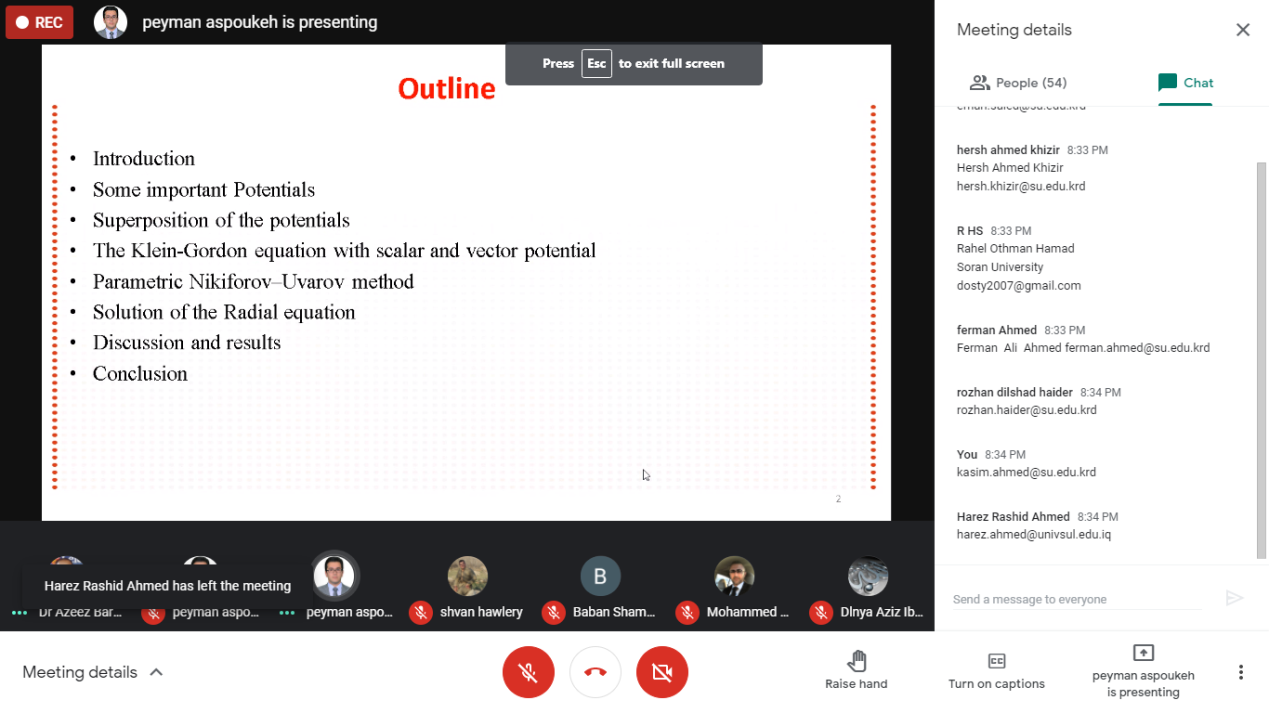 REC
peyman aspoukeh is presenting
Press Esc to exit full screen
Outline
• Introduction
• Some important Potentials
• Superposition of the potentials
• The Klein-Gordon equation with scalar and vector potential
• Parametric Nikiforov–Uvarov method
• Solution of the Radial equation
• Discussion and results
• Conclusion
2
Harez Rashid Ahmed has left the meeting
Dr Azeez Bar...
peyman aspo...
peyman aspo...
shvan hawlery
B
Baban Sham...
Mohammed ...
Dlnya Aziz Ib...
Meeting details
People (54)
Chat
eman.saied@su.edu.krd
hersh ahmed khizir 8:33 PM
Hersh Ahmed Khizir
hersh.khizir@su.edu.krd
R HS 8:33 PM
Rahel Othman Hamad
Soran University
dosty2007@gmail.com
ferman Ahmed 8:33 PM
Ferman Ali Ahmed ferman.ahmed@su.edu.krd
rozhan dilshad haider 8:34 PM
rozhan.haider@su.edu.krd
You 8:34 PM
kasim.ahmed@su.edu.krd
Harez Rashid Ahmed 8:34 PM
harez.ahmed@univsul.edu.iq
Send a message to everyone
Meeting details
Raise hand
CC
Turn on captions
peyman aspoukeh
is presenting